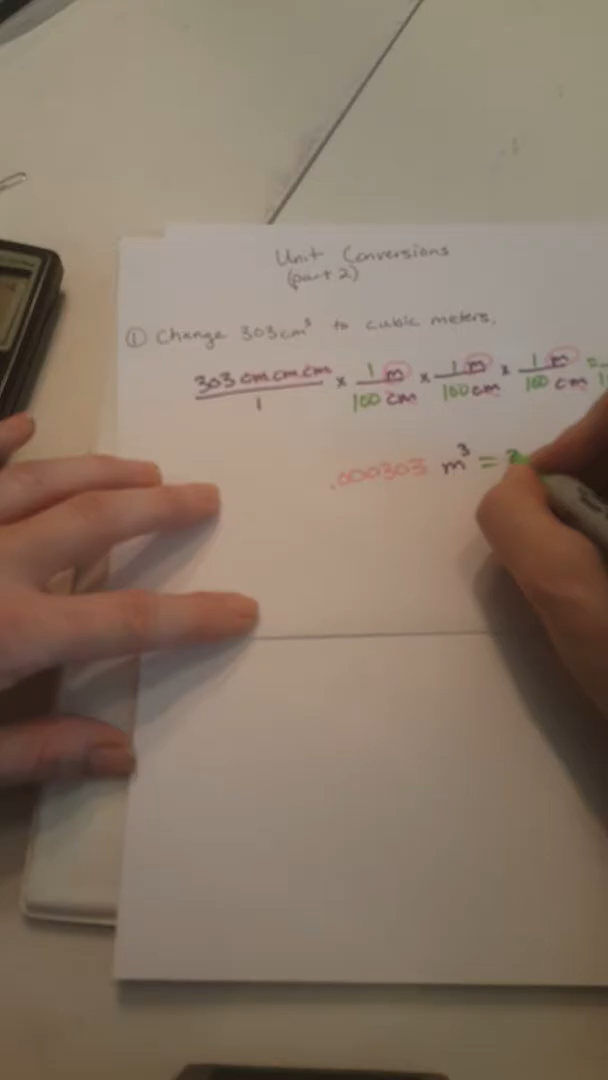 Unit Conversions
(part 2)
① Change 303cm³ to cubic meters.
303 cm cm cm / 1 × 1 m / 100 cm × 1 m / 100 cm × 1 m / 100 cm =
.000303 m³ =